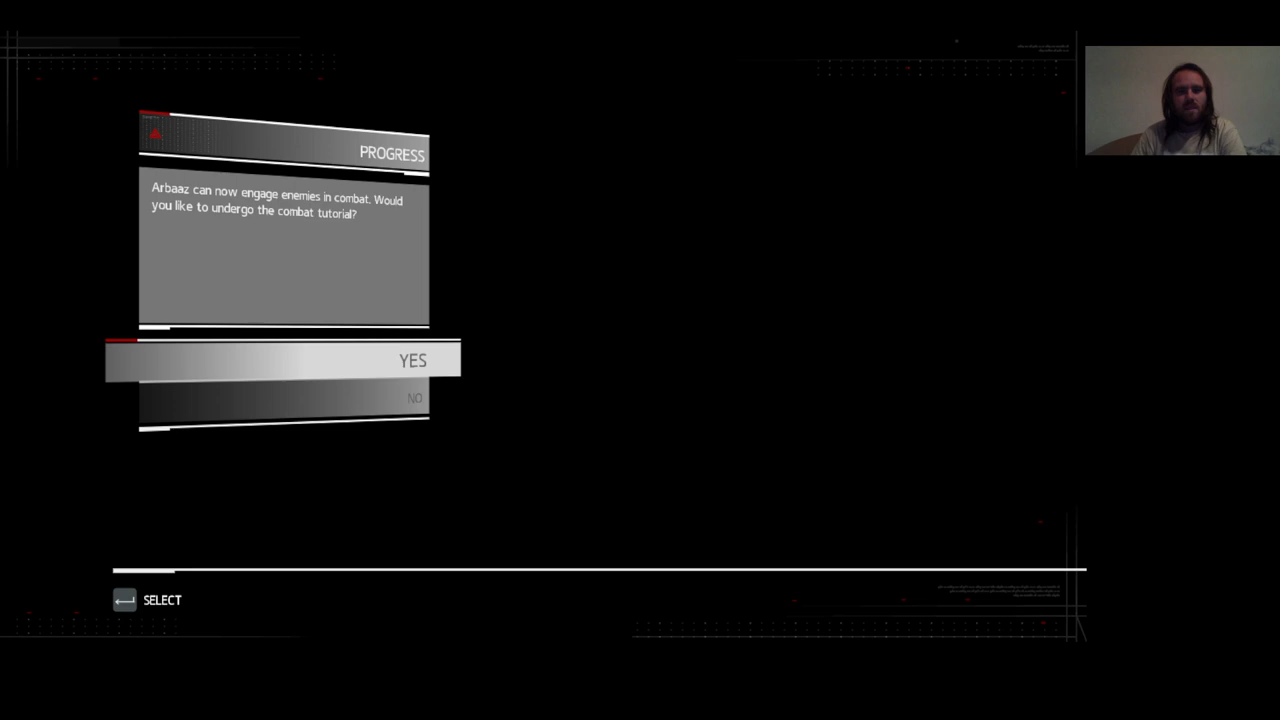 PROGRESS
Arbaaz can now engage enemies in combat. Would
you like to undergo the combat tutorial?
YES
NO
SELECT